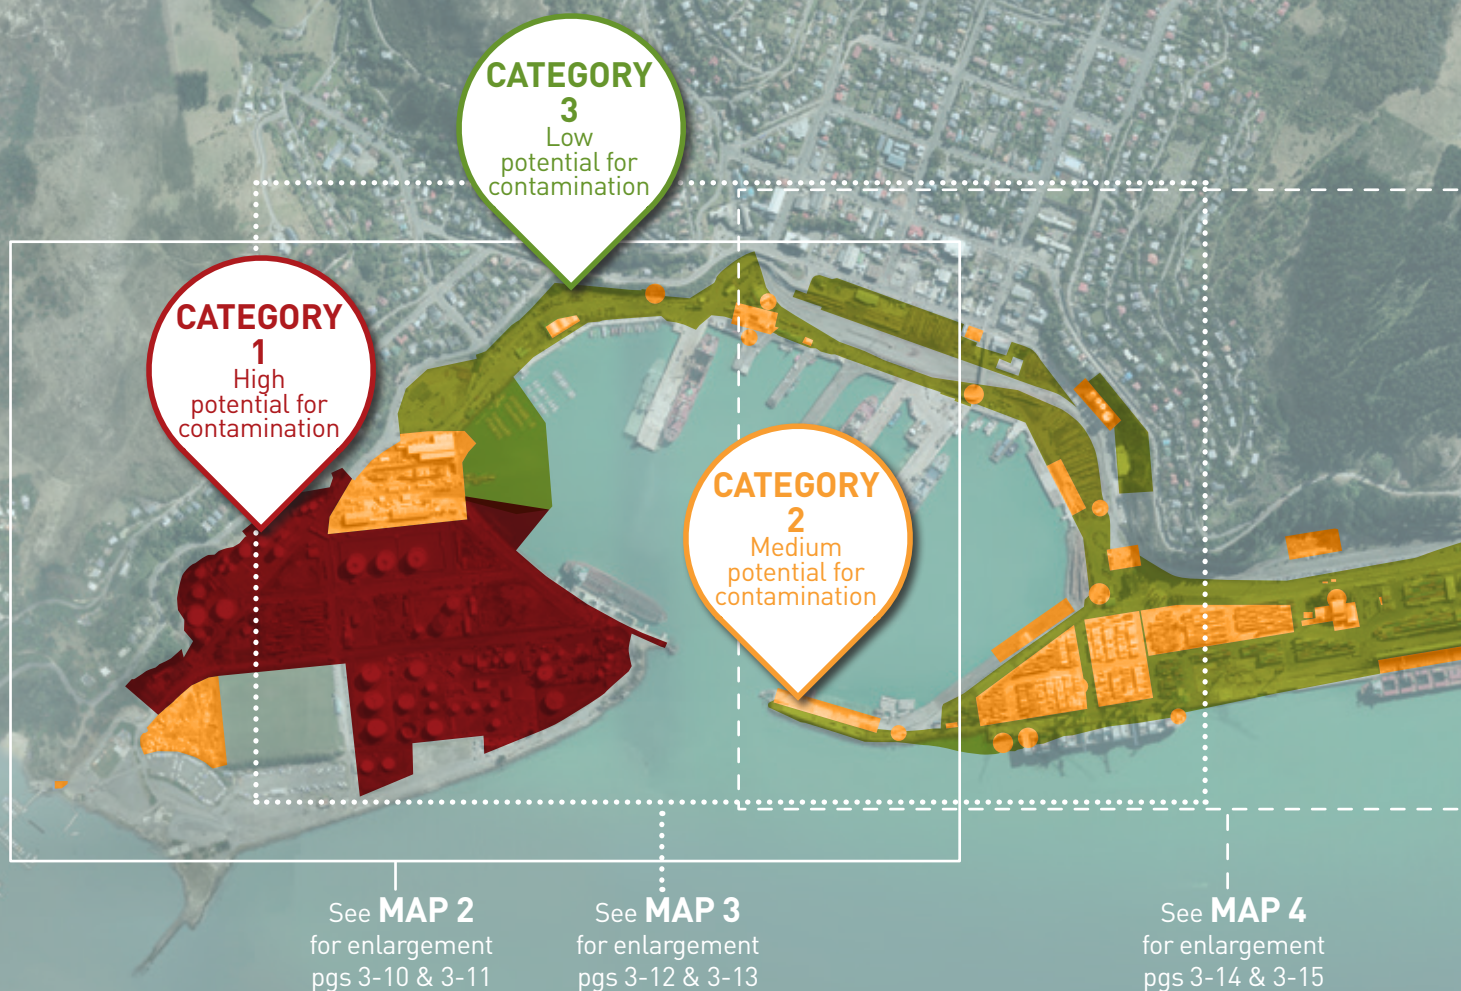 CATEGORY
3
Low
potential for
contamination
CATEGORY
1
High
potential for
contamination
CATEGORY
2
Medium
potential for
contamination
See MAP 2
for enlargement
pgs 3-10 & 3-11
See MAP 3
for enlargement
pgs 3-12 & 3-13
See MAP 4
for enlargement
pgs 3-14 & 3-15